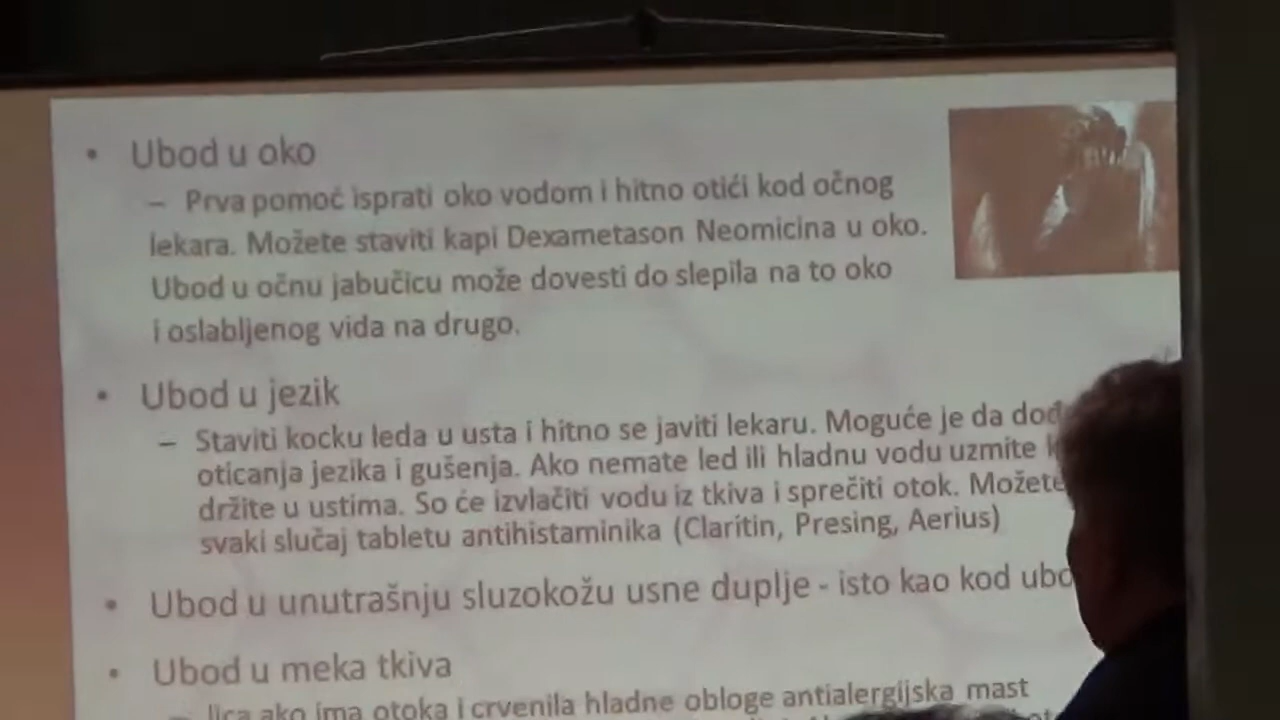 • Ubod u oko
– Prva pomoć isprati oko vodom i hitno otići kod očnog
lekara. Možete staviti kapi Dexametason Neomicina u oko.
Ubod u očnu jabučicu može dovesti do slepila na to oko
i oslabljenog vida na drugo.
• Ubod u jezik
– Staviti kocku leda u usta i hitno se javiti lekaru. Moguće je da
oticanja jezika i gušenja. Ako nemate led ili hladnu vodu uzmite
držite u ustima. So će izvlačiti vodu iz tkiva i sprečiti otok. Možete
svaki slučaj tabletu antihistaminika (Claritin, Presing, Aerius)
• Ubod u unutrašnju sluzokožu usne duplje - isto kao kod
• Ubod u meka tkiva
– lica ako ima otoka i crvenila hladne obloge antialergijska mast